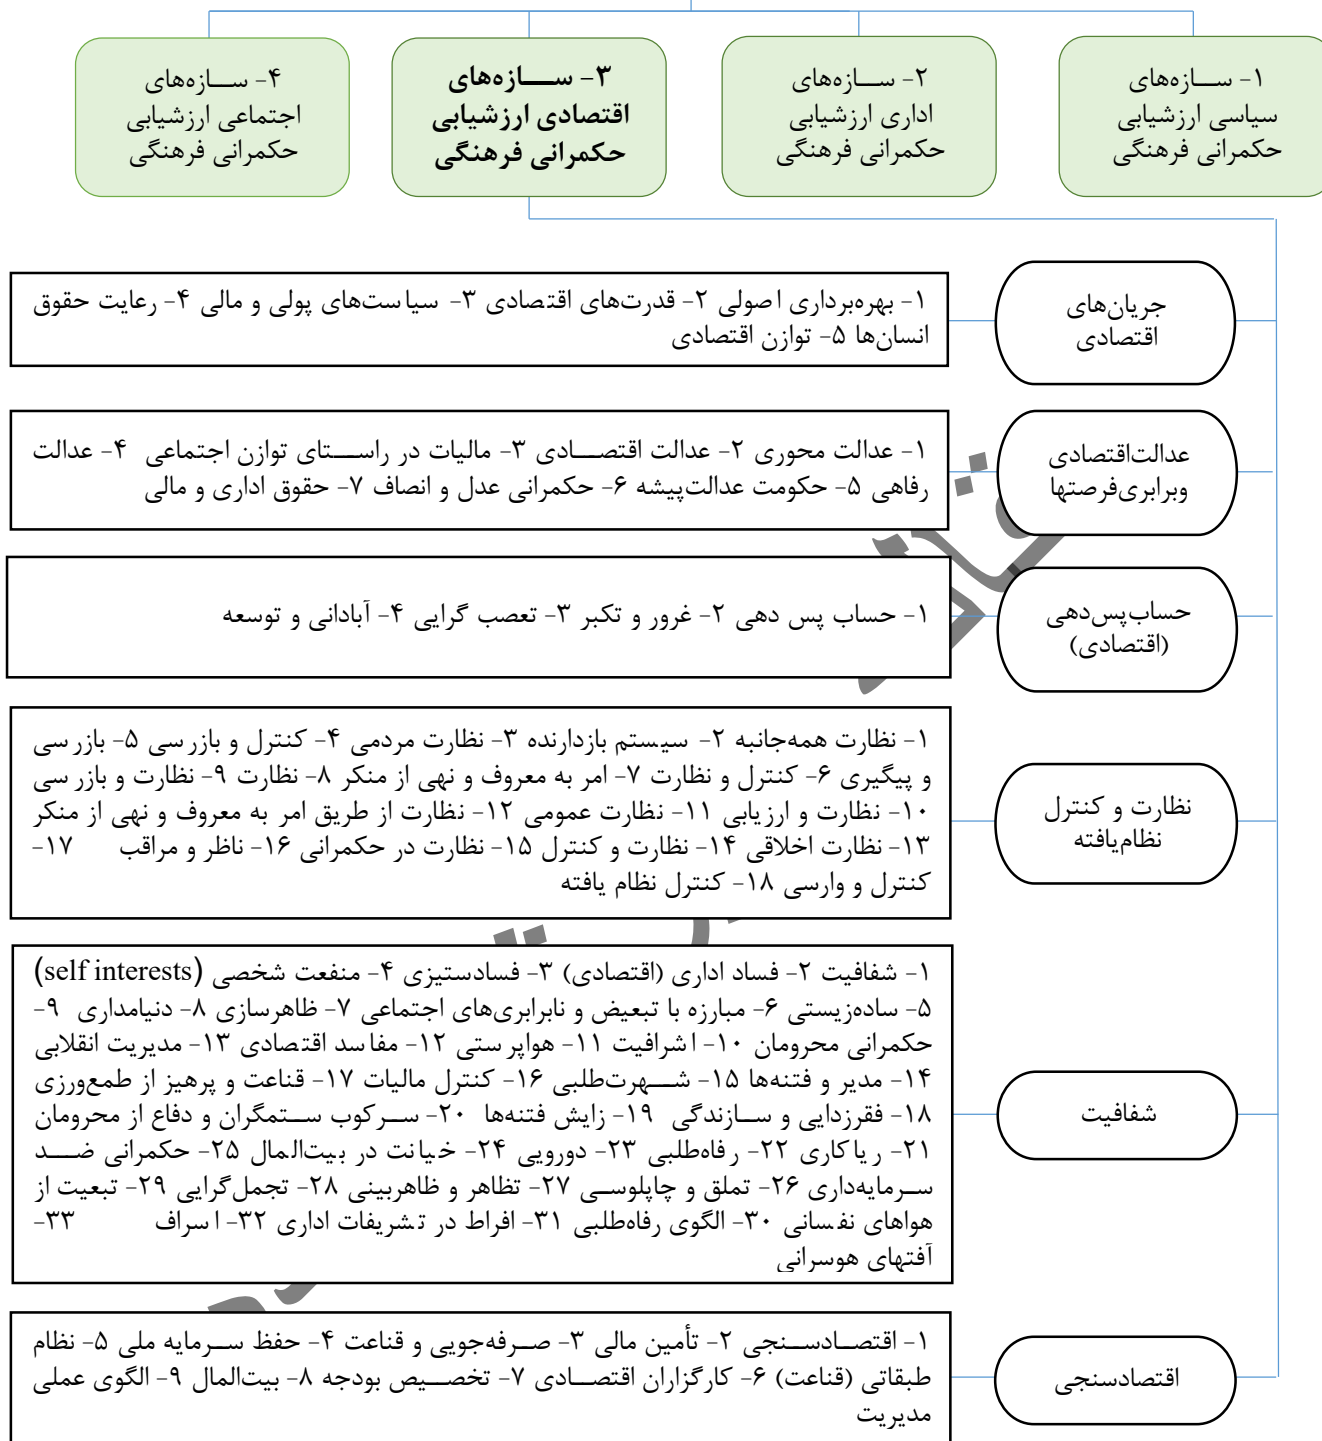 ۱- سازه‌های
سیاسی ارزشیابی
حکمرانی فرهنگی
۲- سازه‌های
اداری ارزشیابی
حکمرانی فرهنگی
۳- سازه‌های
اقتصادی ارزشیابی
حکمرانی فرهنگی
۴- سازه‌های
اجتماعی ارزشیابی
حکمرانی فرهنگی
جریان‌های
اقتصادی
۱- بهره‌برداری اصولی ۲- قدرت‌های اقتصادی ۳- سیاست‌های پولی و مالی ۴- رعایت حقوق
انسان‌ها ۵- توازن اقتصادی
عدالت‌اقتصادی
وبرابری‌فرصتها
۱- عدالت محوری ۲- عدالت اقتصادی ۳- مالیات در راستای توازن اجتماعی ۴- عدالت
رفاهی ۵- حکومت عدالت‌پیشه ۶- حکمرانی عدل و انصاف ۷- حقوق اداری و مالی
حساب‌پس‌دهی
(اقتصادی)
۱- حساب پس دهی ۲- غرور و تکبر ۳- تعصب گرایی ۴- آبادانی و توسعه
نظارت و کنترل
نظام‌یافته
۱- نظارت همه‌جانبه ۲- سیستم بازدارنده ۳- نظارت مردمی ۴- کنترل و بازرسی ۵- بازرسی
و پیگیری ۶- کنترل و نظارت ۷- امر به معروف و نهی از منکر ۸- نظارت ۹- نظارت و بازرسی
۱۰- نظارت و ارزیابی ۱۱- نظارت عمومی ۱۲- نظارت از طریق امر به معروف و نهی از منکر
۱۳- نظارت اخلاقی ۱۴- نظارت و کنترل ۱۵- نظارت در حکمرانی ۱۶- ناظر و مراقب ۱۷-
کنترل و وارسی ۱۸- کنترل نظام یافته
شفافیت
۱- شفافیت ۲- فساد اداری (اقتصادی) ۳- فسادستیزی ۴- منفعت شخصی (self interests)
۵- ساده‌زیستی ۶- مبارزه با تبعیض و نابرابری‌های اجتماعی ۷- ظاهرسازی ۸- دنیامداری ۹-
حکمرانی محرومان ۱۰- اشرافیت ۱۱- هواپرستی ۱۲- مفاسد اقتصادی ۱۳- مدیریت انقلابی
۱۴- مدیر و فتنه‌ها ۱۵- شهرت‌طلبی ۱۶- کنترل مالیات ۱۷- قناعت و پرهیز از طمع‌ورزی
۱۸- فقرزدایی و سازندگی ۱۹- زایش فتنه‌ها ۲۰- سرکوب ستمگران و دفاع از محرومان
۲۱- ریاکاری ۲۲- رفاه‌طلبی ۲۳- دورویی ۲۴- خیانت در بیت‌المال ۲۵- حکمرانی ضد
سرمایه‌داری ۲۶- تملق و چاپلوسی ۲۷- تظاهر و ظاهربینی ۲۸- تجمل‌گرایی ۲۹- تبعیت از
هواهای نفسانی ۳۰- الگوی رفاه‌طلبی ۳۱- افراط در تشریفات اداری ۳۲- اسراف ۳۳-
آفتهای هوسرانی
اقتصادسنجی
۱- اقتصادسنجی ۲- تأمین مالی ۳- صرفه‌جویی و قناعت ۴- حفظ سرمایه ملی ۵- نظام
طبقاتی (قناعت) ۶- کارگزاران اقتصادی ۷- تخصیص بودجه ۸- بیت‌المال ۹- الگوی عملی
مدیریت